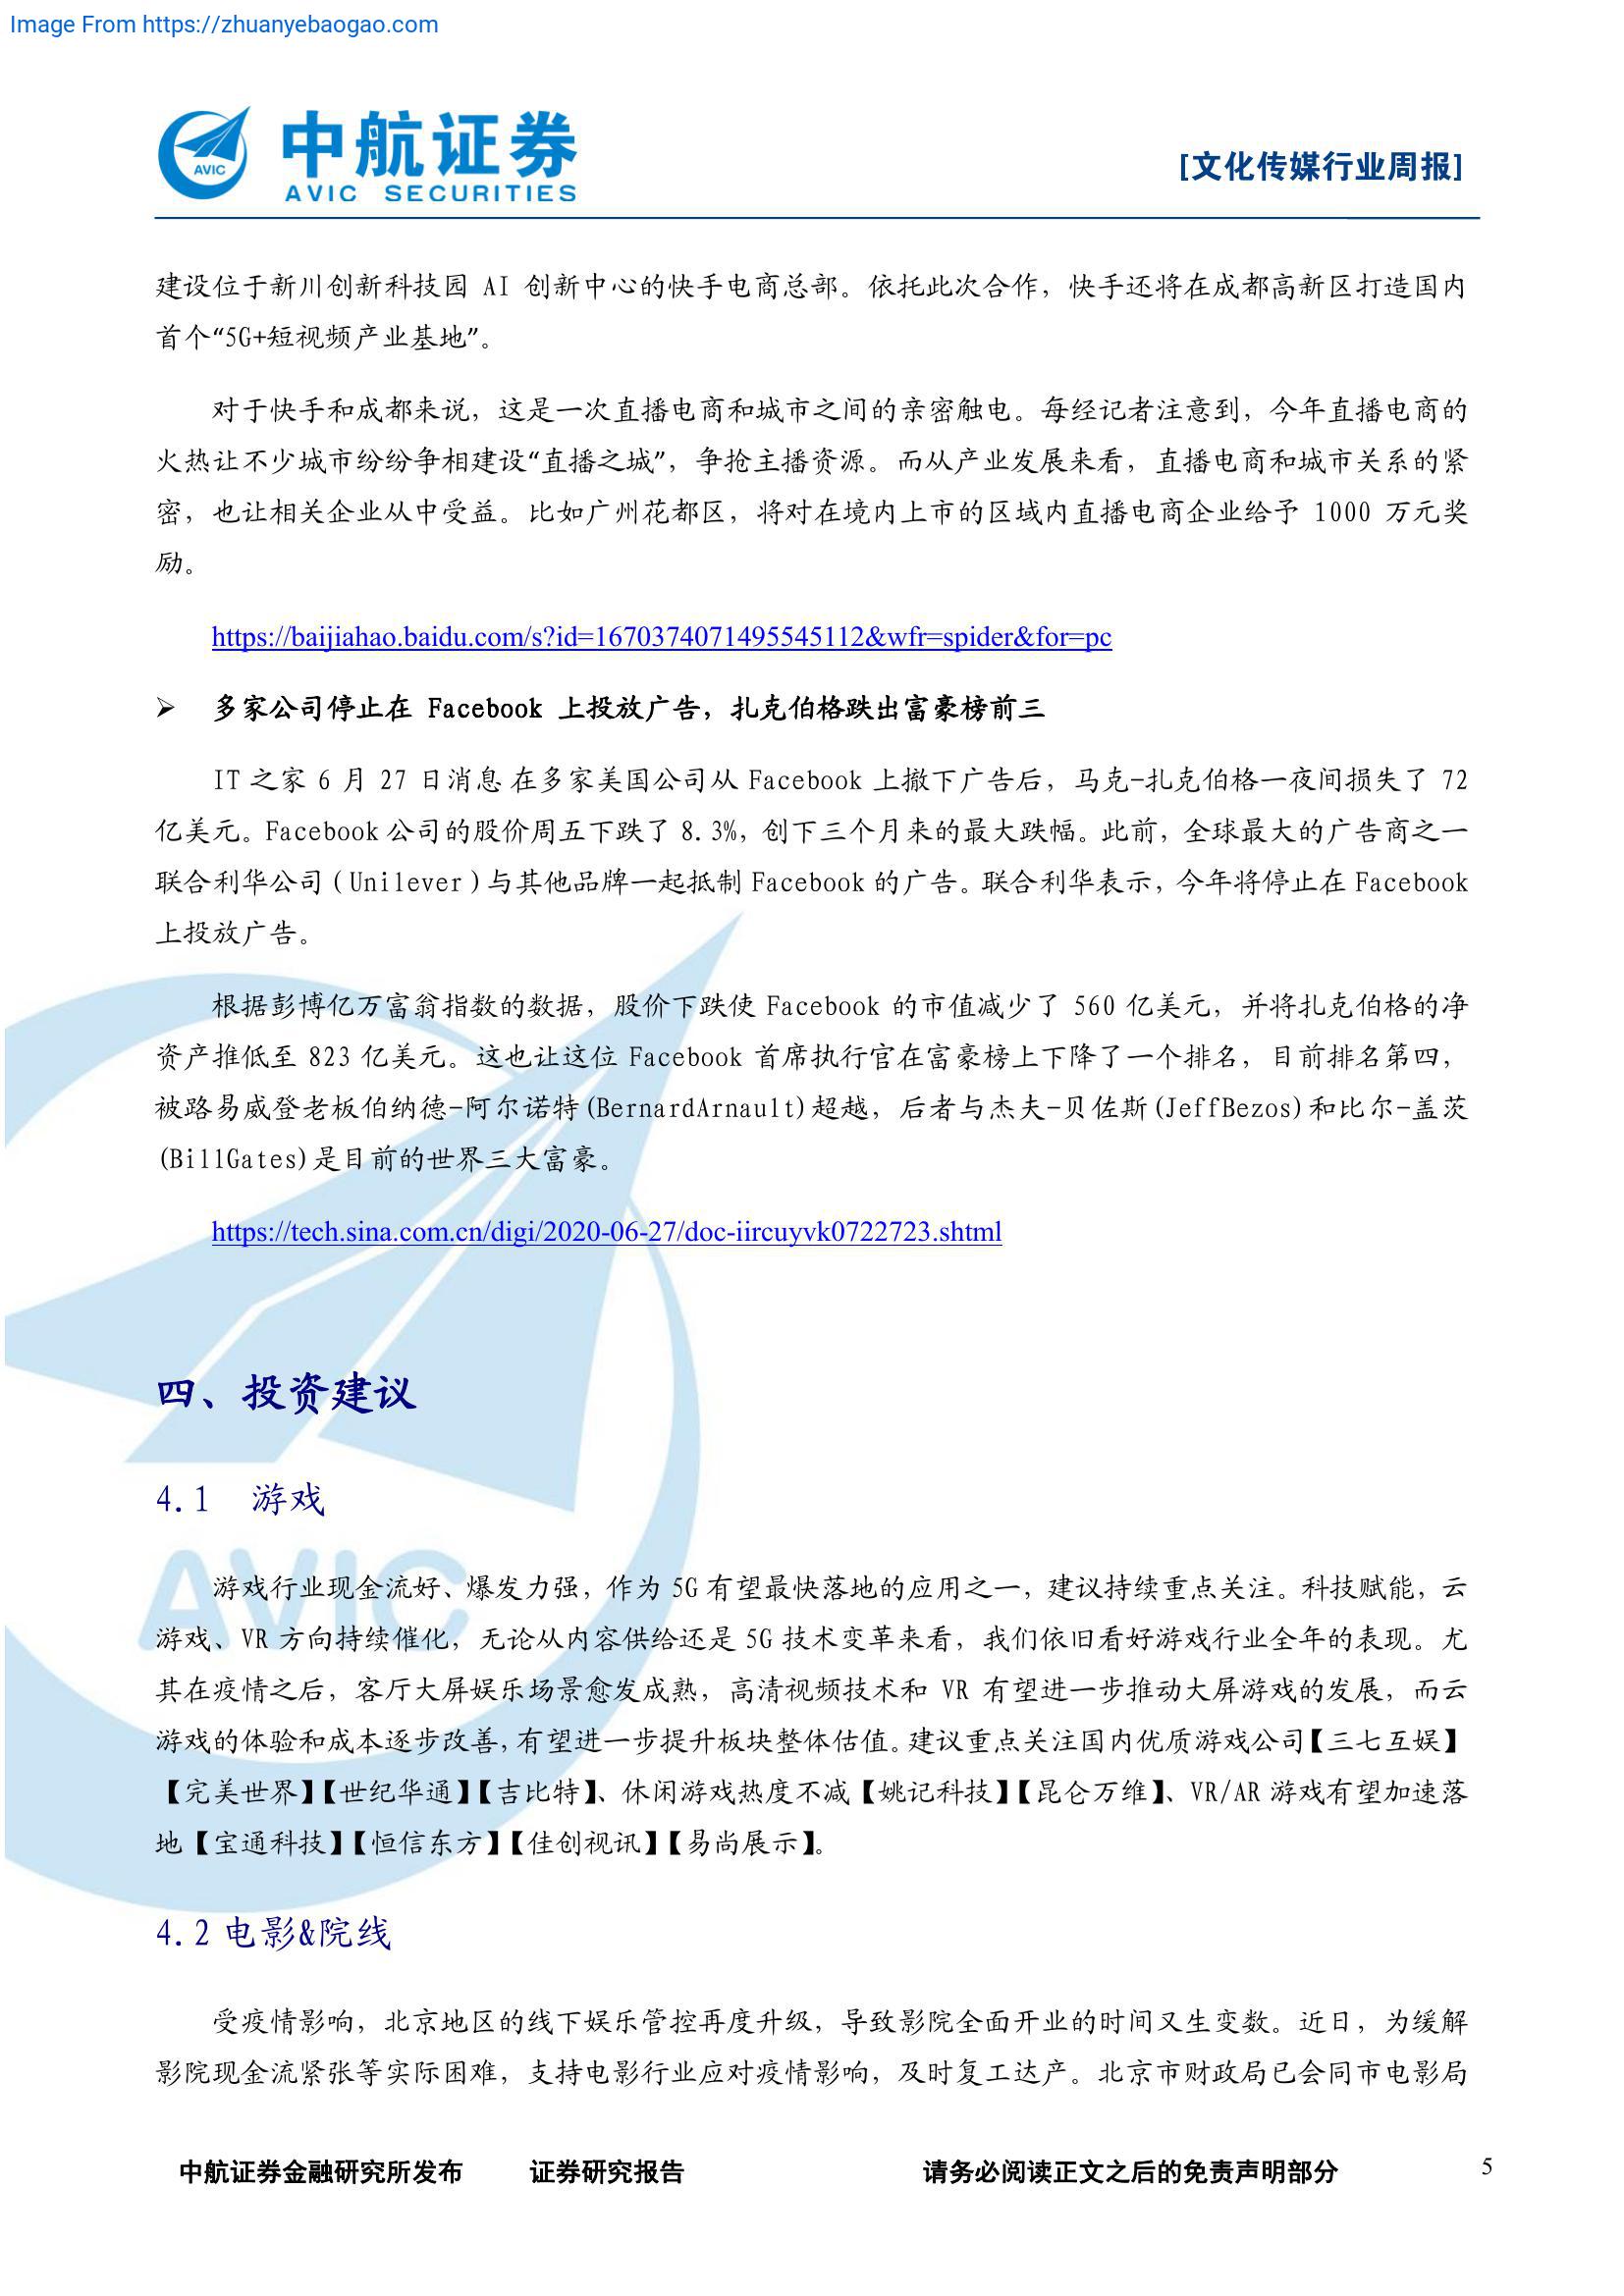 Image From https://zhuanyebaogao.com
AVIC
中航证券
AVIC SECURITIES
[文化传媒行业周报]
建设位于新川创新科技园 AI 创新中心的快手电商总部。依托此次合作，快手还将在成都高新区打造国内
首个“5G+短视频产业基地”。
对于快手和成都来说，这是一次直播电商和城市之间的亲密触电。每经记者注意到，今年直播电商的
火热让不少城市纷纷争相建设“直播之城”，争抢主播资源。而从产业发展来看，直播电商和城市关系的紧
密，也让相关企业从中受益。比如广州花都区，将对在境内上市的区域内直播电商企业给予 1000 万元奖
励。
https://baijiahao.baidu.com/s?id=1670374071495545112&wfr=spider&for=pc
➢ 多家公司停止在 Facebook 上投放广告，扎克伯格跌出富豪榜前三
IT 之家 6 月 27 日消息 在多家美国公司从 Facebook 上撤下广告后，马克-扎克伯格一夜间损失了 72
亿美元。Facebook 公司的股价周五下跌了 8.3%，创下三个月来的最大跌幅。此前，全球最大的广告商之一
联合利华公司(Unilever)与其他品牌一起抵制 Facebook 的广告。联合利华表示，今年将停止在 Facebook
上投放广告。
根据彭博亿万富翁指数的数据，股价下跌使 Facebook 的市值减少了 560 亿美元，并将扎克伯格的净
资产推低至 823 亿美元。这也让这位 Facebook 首席执行官在富豪榜上下降了一个排名，目前排名第四，
被路易威登老板伯纳德-阿尔诺特(BernardArnault)超越，后者与杰夫-贝佐斯(JeffBezos)和比尔-盖茨
(BillGates)是目前的世界三大富豪。
https://tech.sina.com.cn/digi/2020-06-27/doc-iircuyvk0722723.shtml
四、投资建议
4.1 游戏
AVIC
游戏行业现金流好、爆发力强，作为 5G 有望最快落地的应用之一，建议持续重点关注。科技赋能，云
游戏、VR 方向持续催化，无论从内容供给还是 5G 技术变革来看，我们依旧看好游戏行业全年的表现。尤
其在疫情之后，客厅大屏娱乐场景愈发成熟，高清视频技术和 VR 有望进一步推动大屏游戏的发展，而云
游戏的体验和成本逐步改善，有望进一步提升板块整体估值。建议重点关注国内优质游戏公司【三七互娱】
【完美世界】【世纪华通】【吉比特】、休闲游戏热度不减【姚记科技】【昆仑万维】、VR/AR 游戏有望加速落
地【宝通科技】【恒信东方】【佳创视讯】【易尚展示】。
4.2 电影&院线
受疫情影响，北京地区的线下娱乐管控再度升级，导致影院全面开业的时间又生变数。近日，为缓解
影院现金流紧张等实际困难，支持电影行业应对疫情影响，及时复工达产。北京市财政局已会同市电影局
中航证券金融研究所发布 证券研究报告 请务必阅读正文之后的免责声明部分 5